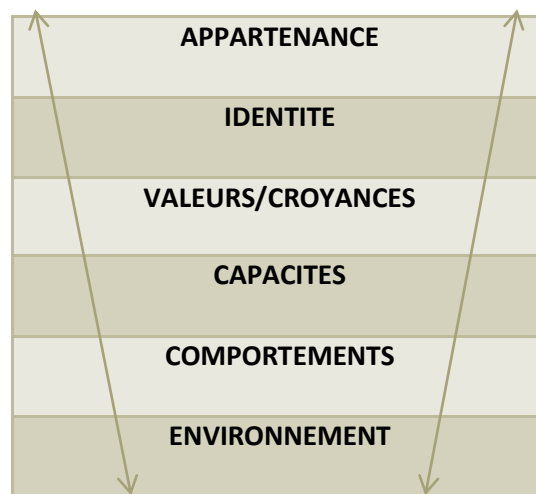 APPARTENANCE
IDENTITE
VALEURS/CROYANCES
CAPACITES
COMPORTEMENTS
ENVIRONNEMENT